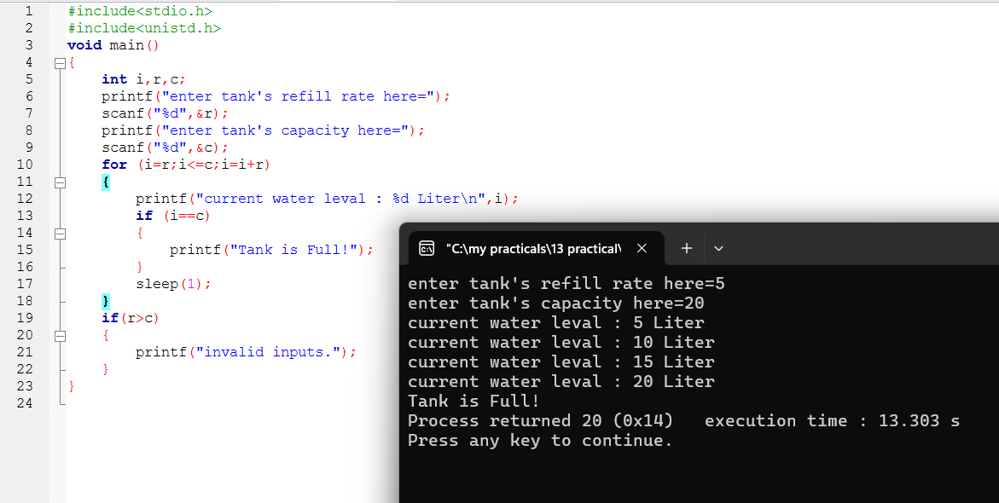 1 #include<stdio.h>
2 #include<unistd.h>
3 void main()
4 {
5 int i,r,c;
6 printf("enter tank's refill rate here=");
7 scanf("%d",&r);
8 printf("enter tank's capacity here=");
9 scanf("%d",&c);
10 for (i=r;i<=c;i=i+r)
11 {
12 printf("current water leval : %d Liter\n",i);
13 if (i==c)
14 {
15 printf("Tank is Full!");
16 }
17 sleep(1);
18 }
19 if(r>c)
20 {
21 printf("invalid inputs.");
22 }
23 }
24
"C:\my practicals\13 practical\
enter tank's refill rate here=5
enter tank's capacity here=20
current water leval : 5 Liter
current water leval : 10 Liter
current water leval : 15 Liter
current water leval : 20 Liter
Tank is Full!
Process returned 20 (0x14)   execution time : 13.303 s
Press any key to continue.